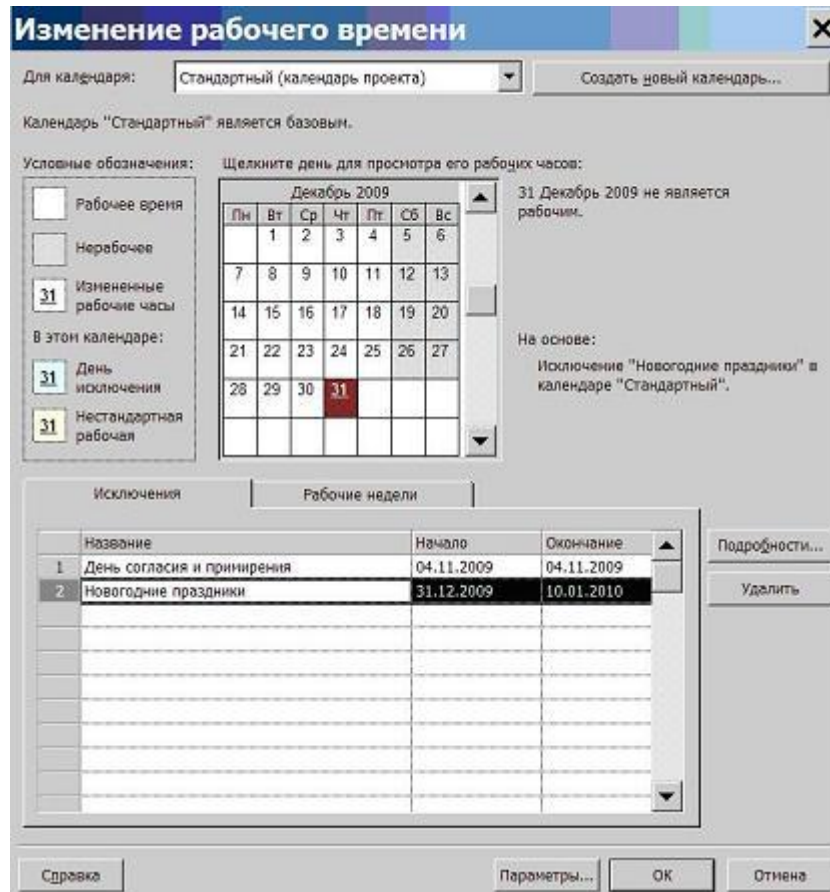 Изменение рабочего времени
Для календаря: Стандартный (календарь проекта) Создать новый календарь...
Календарь "Стандартный" является базовым.
Условные обозначения:
Рабочее время
Нерабочее
31 Измененные
рабочие часы
В этом календаре:
31 День
исключения
31 Нестандартная
рабочая
Щелкните день для просмотра его рабочих часов:
Декабрь 2009
Пн Вт Ср Чт Пт Сб Вс
1 2 3 4 5 6
7 8 9 10 11 12 13
14 15 16 17 18 19 20
21 22 23 24 25 26 27
28 29 30 31
31 Декабрь 2009 не является
рабочим.
На основе:
Исключение "Новогодние праздники" в
календаре "Стандартный".
Исключения Рабочие недели
Название Начало Окончание
1 День согласия и примирения 04.11.2009 04.11.2009
2 Новогодние праздники 31.12.2009 10.01.2010
Подробности...
Удалить
Справка Параметры... ОК Отмена